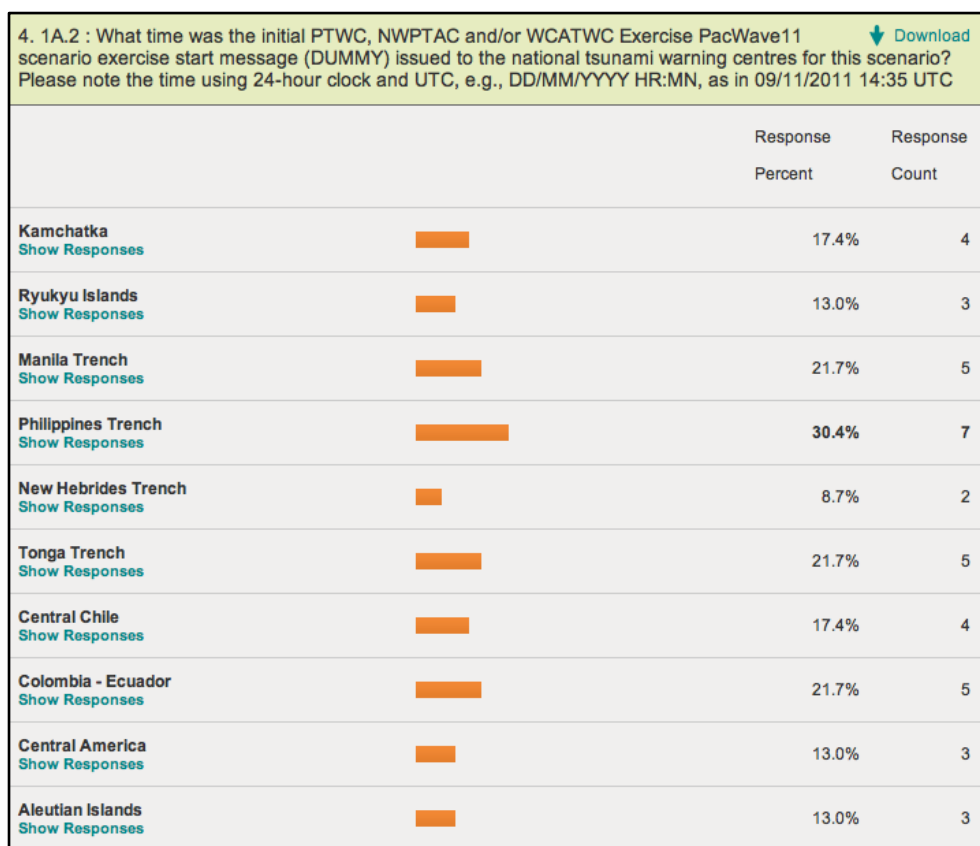 4. 1A.2 : What time was the initial PTWC, NWPTAC and/or WCATWC Exercise PacWave11 Download
scenario exercise start message (DUMMY) issued to the national tsunami warning centres for this scenario?
Please note the time using 24-hour clock and UTC, e.g., DD/MM/YYYY HR:MN, as in 09/11/2011 14:35 UTC
Response Response
Percent Count
Kamchatka 17.4% 4
Show Responses
Ryukyu Islands 13.0% 3
Show Responses
Manila Trench 21.7% 5
Show Responses
Philippines Trench 30.4% 7
Show Responses
New Hebrides Trench 8.7% 2
Show Responses
Tonga Trench 21.7% 5
Show Responses
Central Chile 17.4% 4
Show Responses
Colombia - Ecuador 21.7% 5
Show Responses
Central America 13.0% 3
Show Responses
Aleutian Islands 13.0% 3
Show Responses